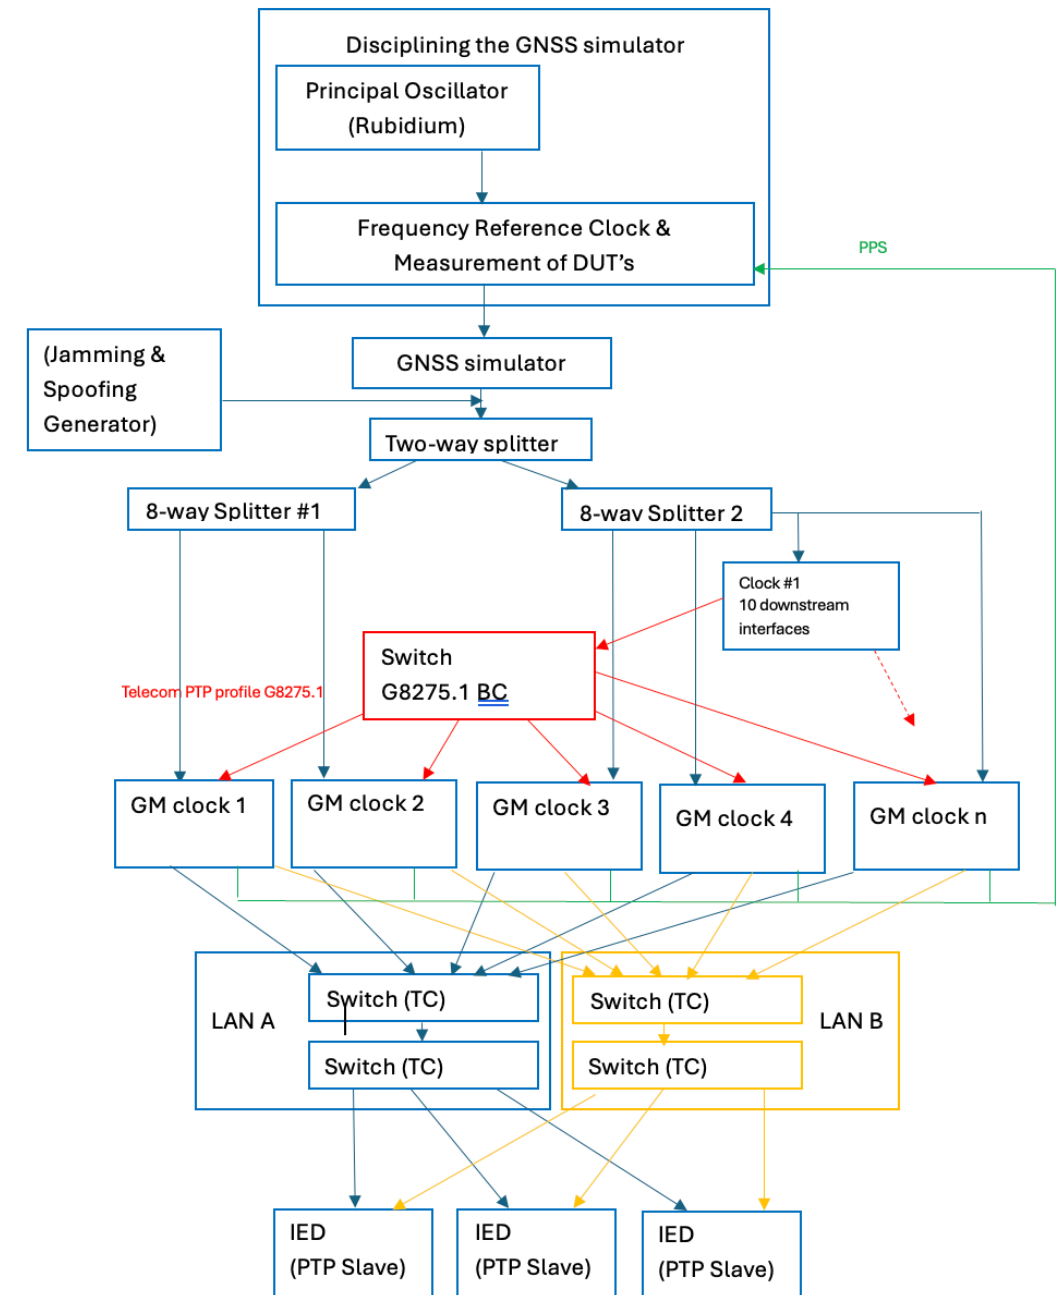 Disciplining the GNSS simulator
Principal Oscillator
(Rubidium)
Frequency Reference Clock &
Measurement of DUT's
PPS
(Jamming &
Spoofing
Generator)
GNSS simulator
Two-way splitter
8-way Splitter #1
8-way Splitter 2
Clock #1
10 downstream
interfaces
Switch
G8275.1 BC
Telecom PTP profile G8275.1
GM clock 1
GM clock 2
GM clock 3
GM clock 4
GM clock n
LAN A
Switch (TC)
Switch (TC)
Switch (TC)
Switch (TC)
LAN B
IED
(PTP Slave)
IED
(PTP Slave)
IED
(PTP Slave)